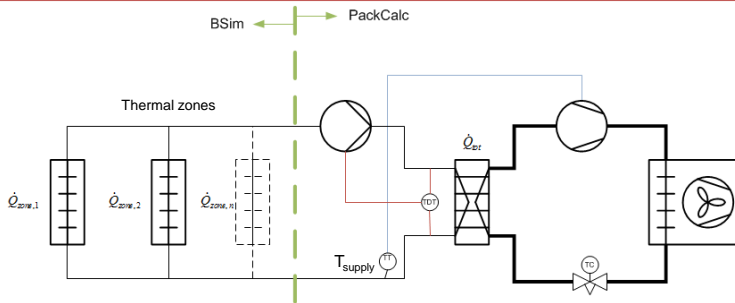 BSim
PackCalc
Thermal zones
Q̇tot
Q̇zone,1
Q̇zone,2
Q̇zone,n
TDT
TT
Tsupply
TC